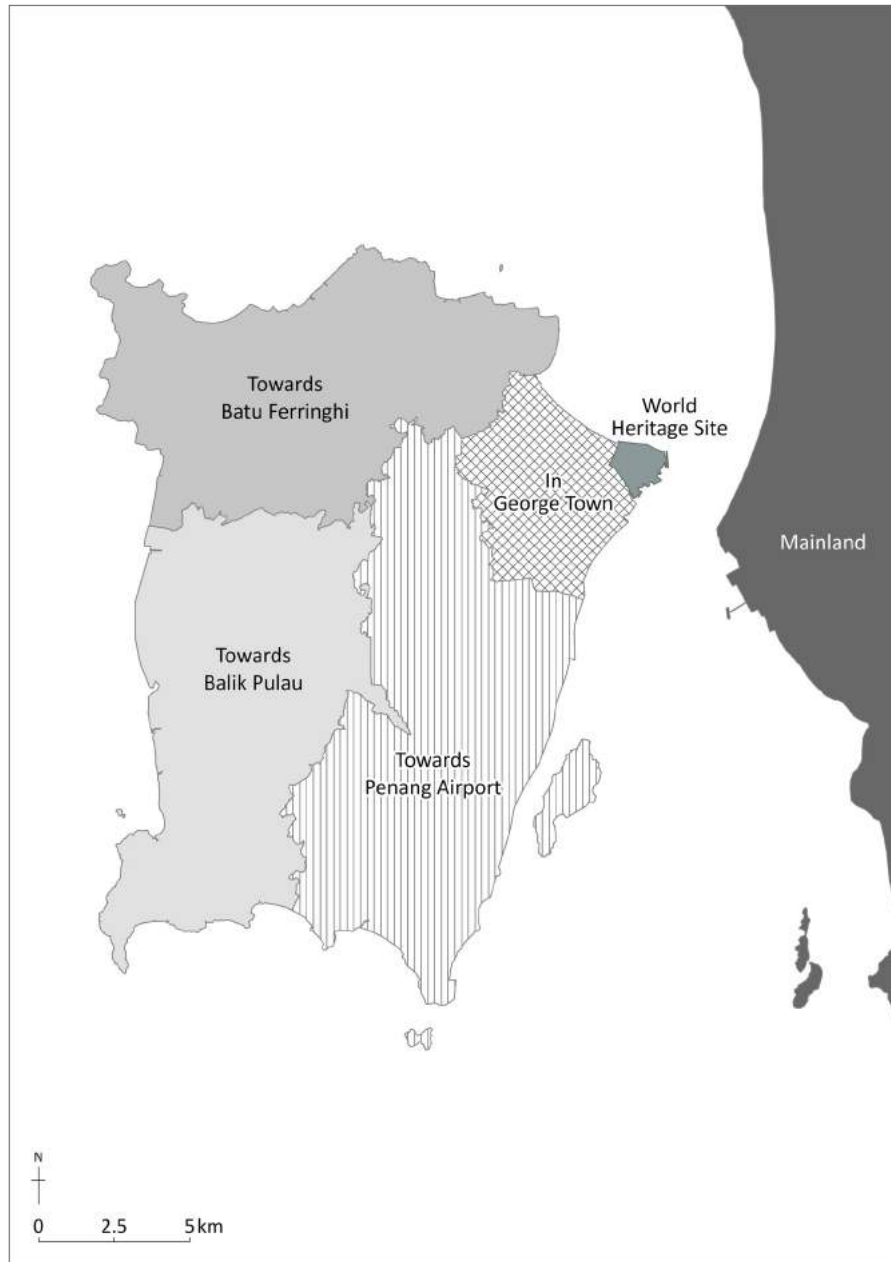 Towards
Batu Ferringhi
World
Heritage Site
In
George Town
Mainland
Towards
Balik Pulau
Towards
Penang Airport
N
0 2.5 5 km